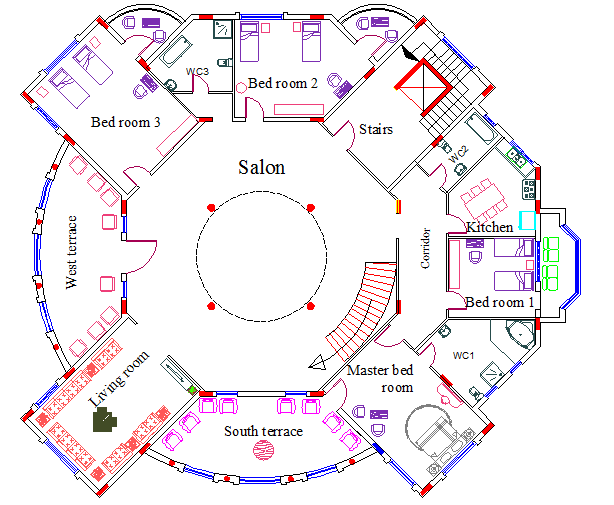 WC3
Bed room 2
Bed room 3
Stairs
WC2
Salon
Kitchen
West terrace
Corridor
Bed room 1
WC1
Living room
Master bed
room
South terrace